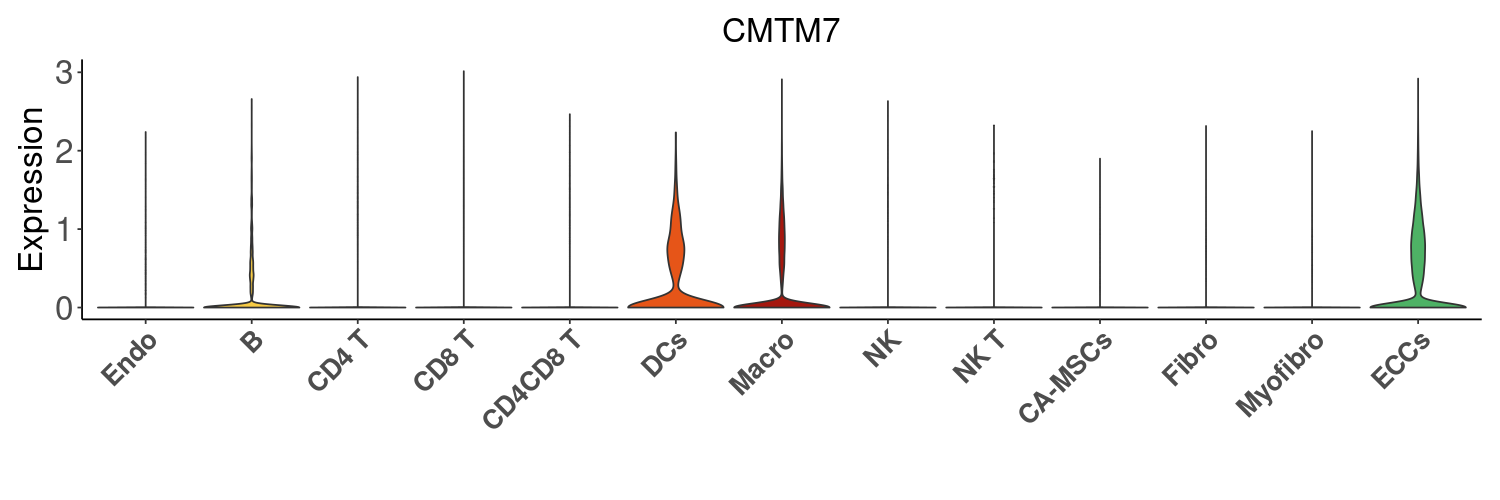 CMTM7
Expression
3
2
1
0
Endo
B
CD4 T
CD8 T
CD4CD8 T
DCs
Macro
NK
NK T
CA-MSCs
Fibro
Myofibro
ECCs